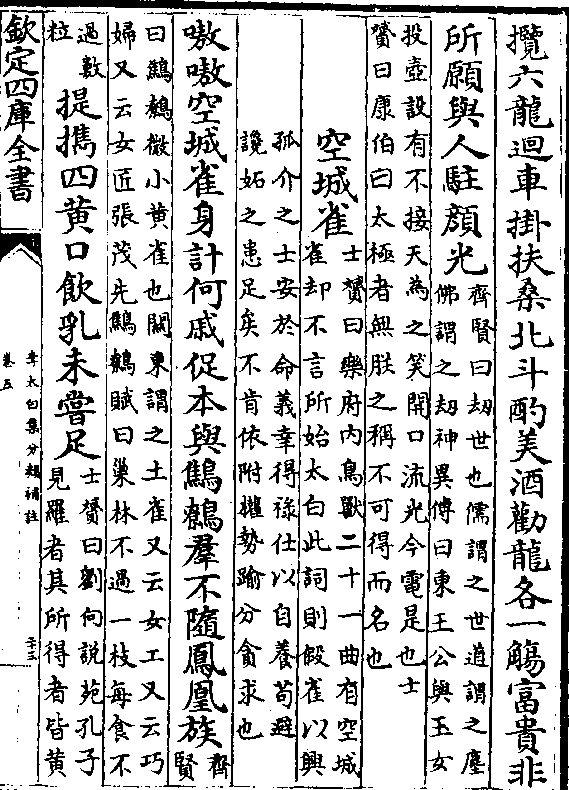 攬六龍迴車掛扶桑北斗酌美酒勸龍各一觴富貴非
所願與人駐顔光
齊賢曰刼世也儒謂之世道謂之塵
佛謂之刼神異傳曰東王公與玉女
投壺設有不接天為之笑開口流光今電是也士
贇曰康伯曰太極者無勝之稱不可得而名也
空城雀
士贇曰樂府内鳥獸二十一曲有空城
雀却不言所始太白此詞則假雀以興
孤介之士安於命義幸得祿仕以自養茍避
讒妬之患足矣不肯依附權勢踰分貪求也
嗷嗷空城雀身計何戚促本與鷦鷯羣不隨鳳凰族
齊
賢
曰鷦鷯微小黄雀也關東謂之土雀又云女工又云巧
婦又云女匠張茂先鷦鷯賦曰巢林不過一枝每食不
過數
粒
提攜四黄口飲乳未嘗足
士贇曰劉向説苑孔子
見羅者其所得者皆黄
欽定四庫全書
李太白集分類補註
卷五
二十三